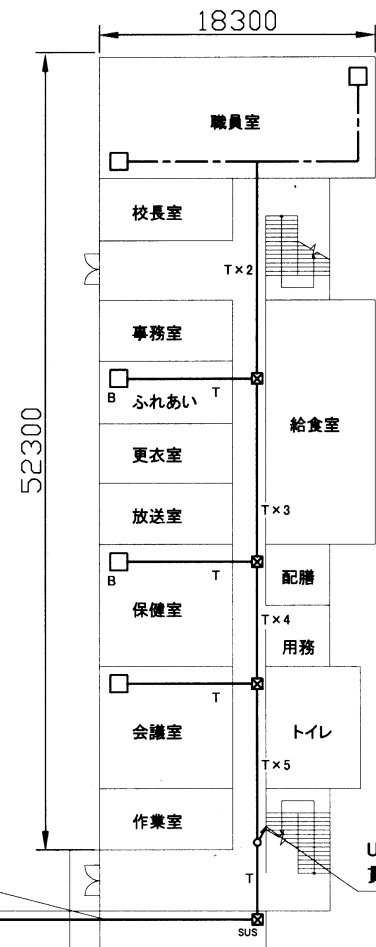 18300
職員室
校長室
T×2
事務室
B
T
ふれあい
給食室
52300
更衣室
放送室
T×3
B
T
配膳
保健室
T×4
用務
T
会議室
トイレ
T×5
作業室
U
T
SUS